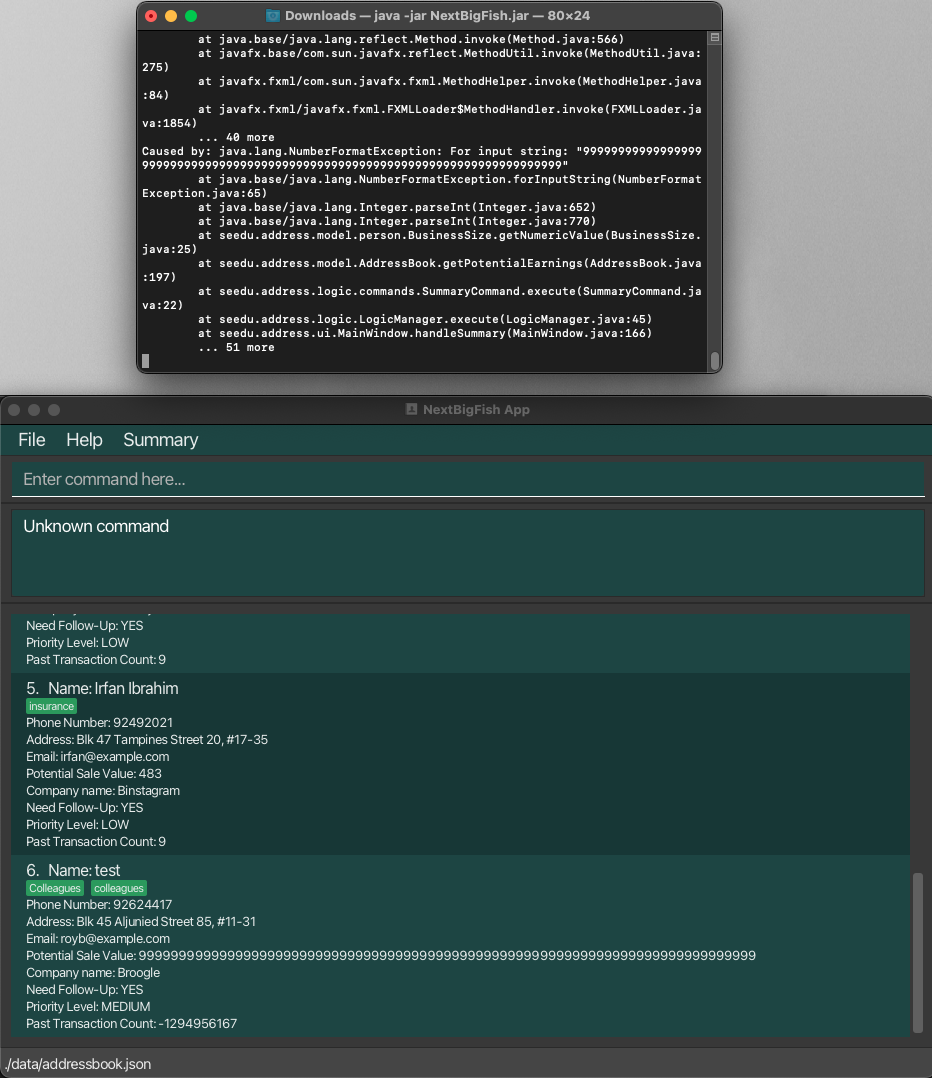 Downloads — java -jar NextBigFish.jar — 80×24
at java.base/java.lang.reflect.Method.invoke(Method.java:566)
at javafx.base/com.sun.javafx.reflect.MethodUtil.invoke(MethodUtil.java:
275)
at javafx.fxml/com.sun.javafx.fxml.MethodHelper.invoke(MethodHelper.java
:84)
at javafx.fxml/javafx.fxml.FXMLLoader$MethodHandler.invoke(FXMLLoader.ja
va:1854)
... 40 more
Caused by: java.lang.NumberFormatException: For input string: "99999999999999999
999999999999999999999999999999999999999999999999999999999999"
at java.base/java.lang.NumberFormatException.forInputString(NumberFormat
Exception.java:65)
at java.base/java.lang.Integer.parseInt(Integer.java:652)
at java.base/java.lang.Integer.parseInt(Integer.java:770)
at seedu.address.model.person.BusinessSize.getNumericValue(BusinessSize.
java:25)
at seedu.address.model.AddressBook.getPotentialEarnings(AddressBook.java
:197)
at seedu.address.logic.commands.SummaryCommand.execute(SummaryCommand.ja
va:22)
at seedu.address.logic.LogicManager.execute(LogicManager.java:45)
at seedu.address.ui.MainWindow.handleSummary(MainWindow.java:166)
... 51 more
NextBigFish App
File Help Summary
Enter command here...
Unknown command
Need Follow-Up: YES
Priority Level: LOW
Past Transaction Count: 9
5. Name: Irfan Ibrahim
insurance
Phone Number: 92492021
Address: Blk 47 Tampines Street 20, #17-35
Email: irfan@example.com
Potential Sale Value: 483
Company name: Binstagram
Need Follow-Up: YES
Priority Level: LOW
Past Transaction Count: 9
6. Name: test
Colleagues colleagues
Phone Number: 92624417
Address: Blk 45 Aljunied Street 85, #11-31
Email: royb@example.com
Potential Sale Value: 99999999999999999999999999999999999999999999999999999999999999999999999999999
Company name: Broogle
Need Follow-Up: YES
Priority Level: MEDIUM
Past Transaction Count: -1294956167
./data/addressbook.json